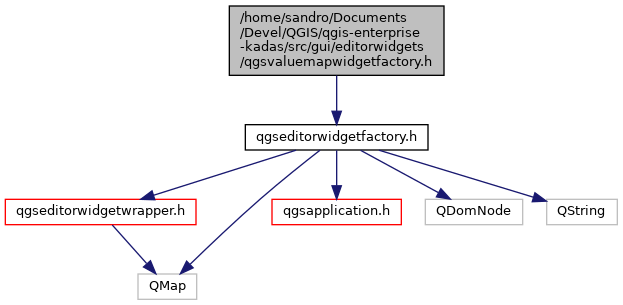 /home/sandro/Documents
/Devel/QGIS/qgis-enterprise
-kadas/src/gui/editorwidgets
/qgsvaluemapwidgetfactory.h
qgseditorwidgetfactory.h
qgseditorwidgetwrapper.h
qgsapplication.h
QDomNode
QString
QMap